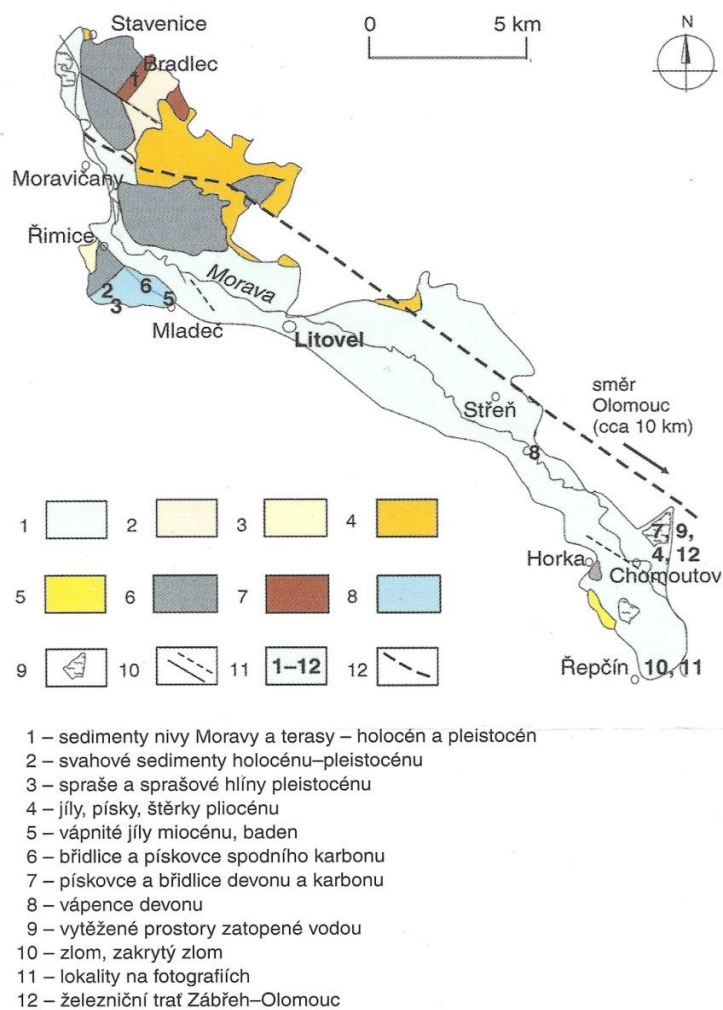 Stavenice
0 5 km
N
Bradlec
1
Moravičany
Řimice
Morava
2
6
3
5
Mladeč
Litovel
směr
Olomouc
(cca 10 km)
Střeň
8
7, 9,
4, 12
Horka
Chomoutov
Řepčín
10, 11
1 2 3 4
5 6 7 8
9 10 11 1–12 12
1 – sedimenty nivy Moravy a terasy – holocén a pleistocén
2 – svahové sedimenty holocénu–pleistocénu
3 – spraše a sprašové hlíny pleistocénu
4 – jíly, písky, štěrky pliocénu
5 – vápnité jíly miocénu, baden
6 – břidlice a pískovce spodního karbonu
7 – pískovce a břidlice devonu a karbonu
8 – vápence devonu
9 – vytěžené prostory zatopené vodou
10 – zlom, zakrytý zlom
11 – lokality na fotografiích
12 – železniční trať Zábřeh–Olomouc